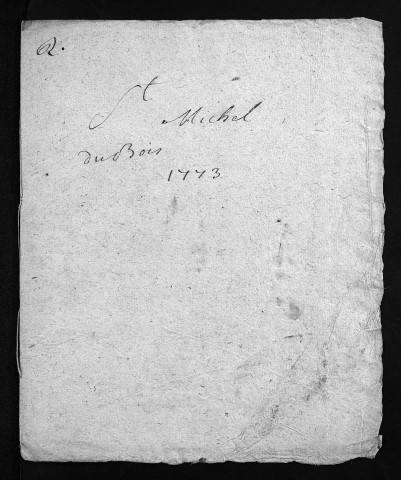 R.
St
Michel
du Bois
1773